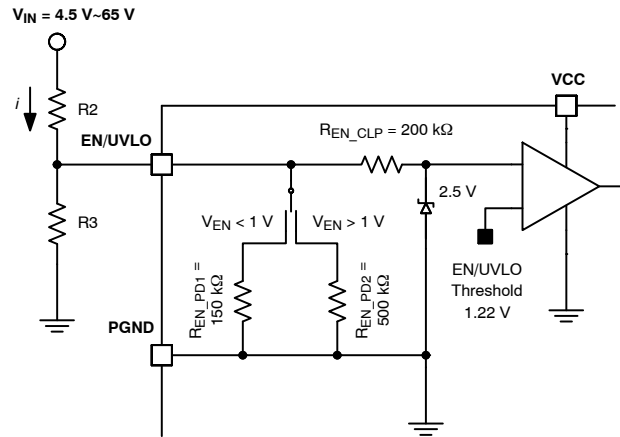 V_IN = 4.5 V~65 V
i
R2
EN/UVLO
VCC
R_EN_CLP = 200 kΩ
2.5 V
V_EN < 1 V
V_EN > 1 V
R3
R_EN_PD1 =
150 kΩ
R_EN_PD2 =
500 kΩ
EN/UVLO
Threshold
1.22 V
PGND